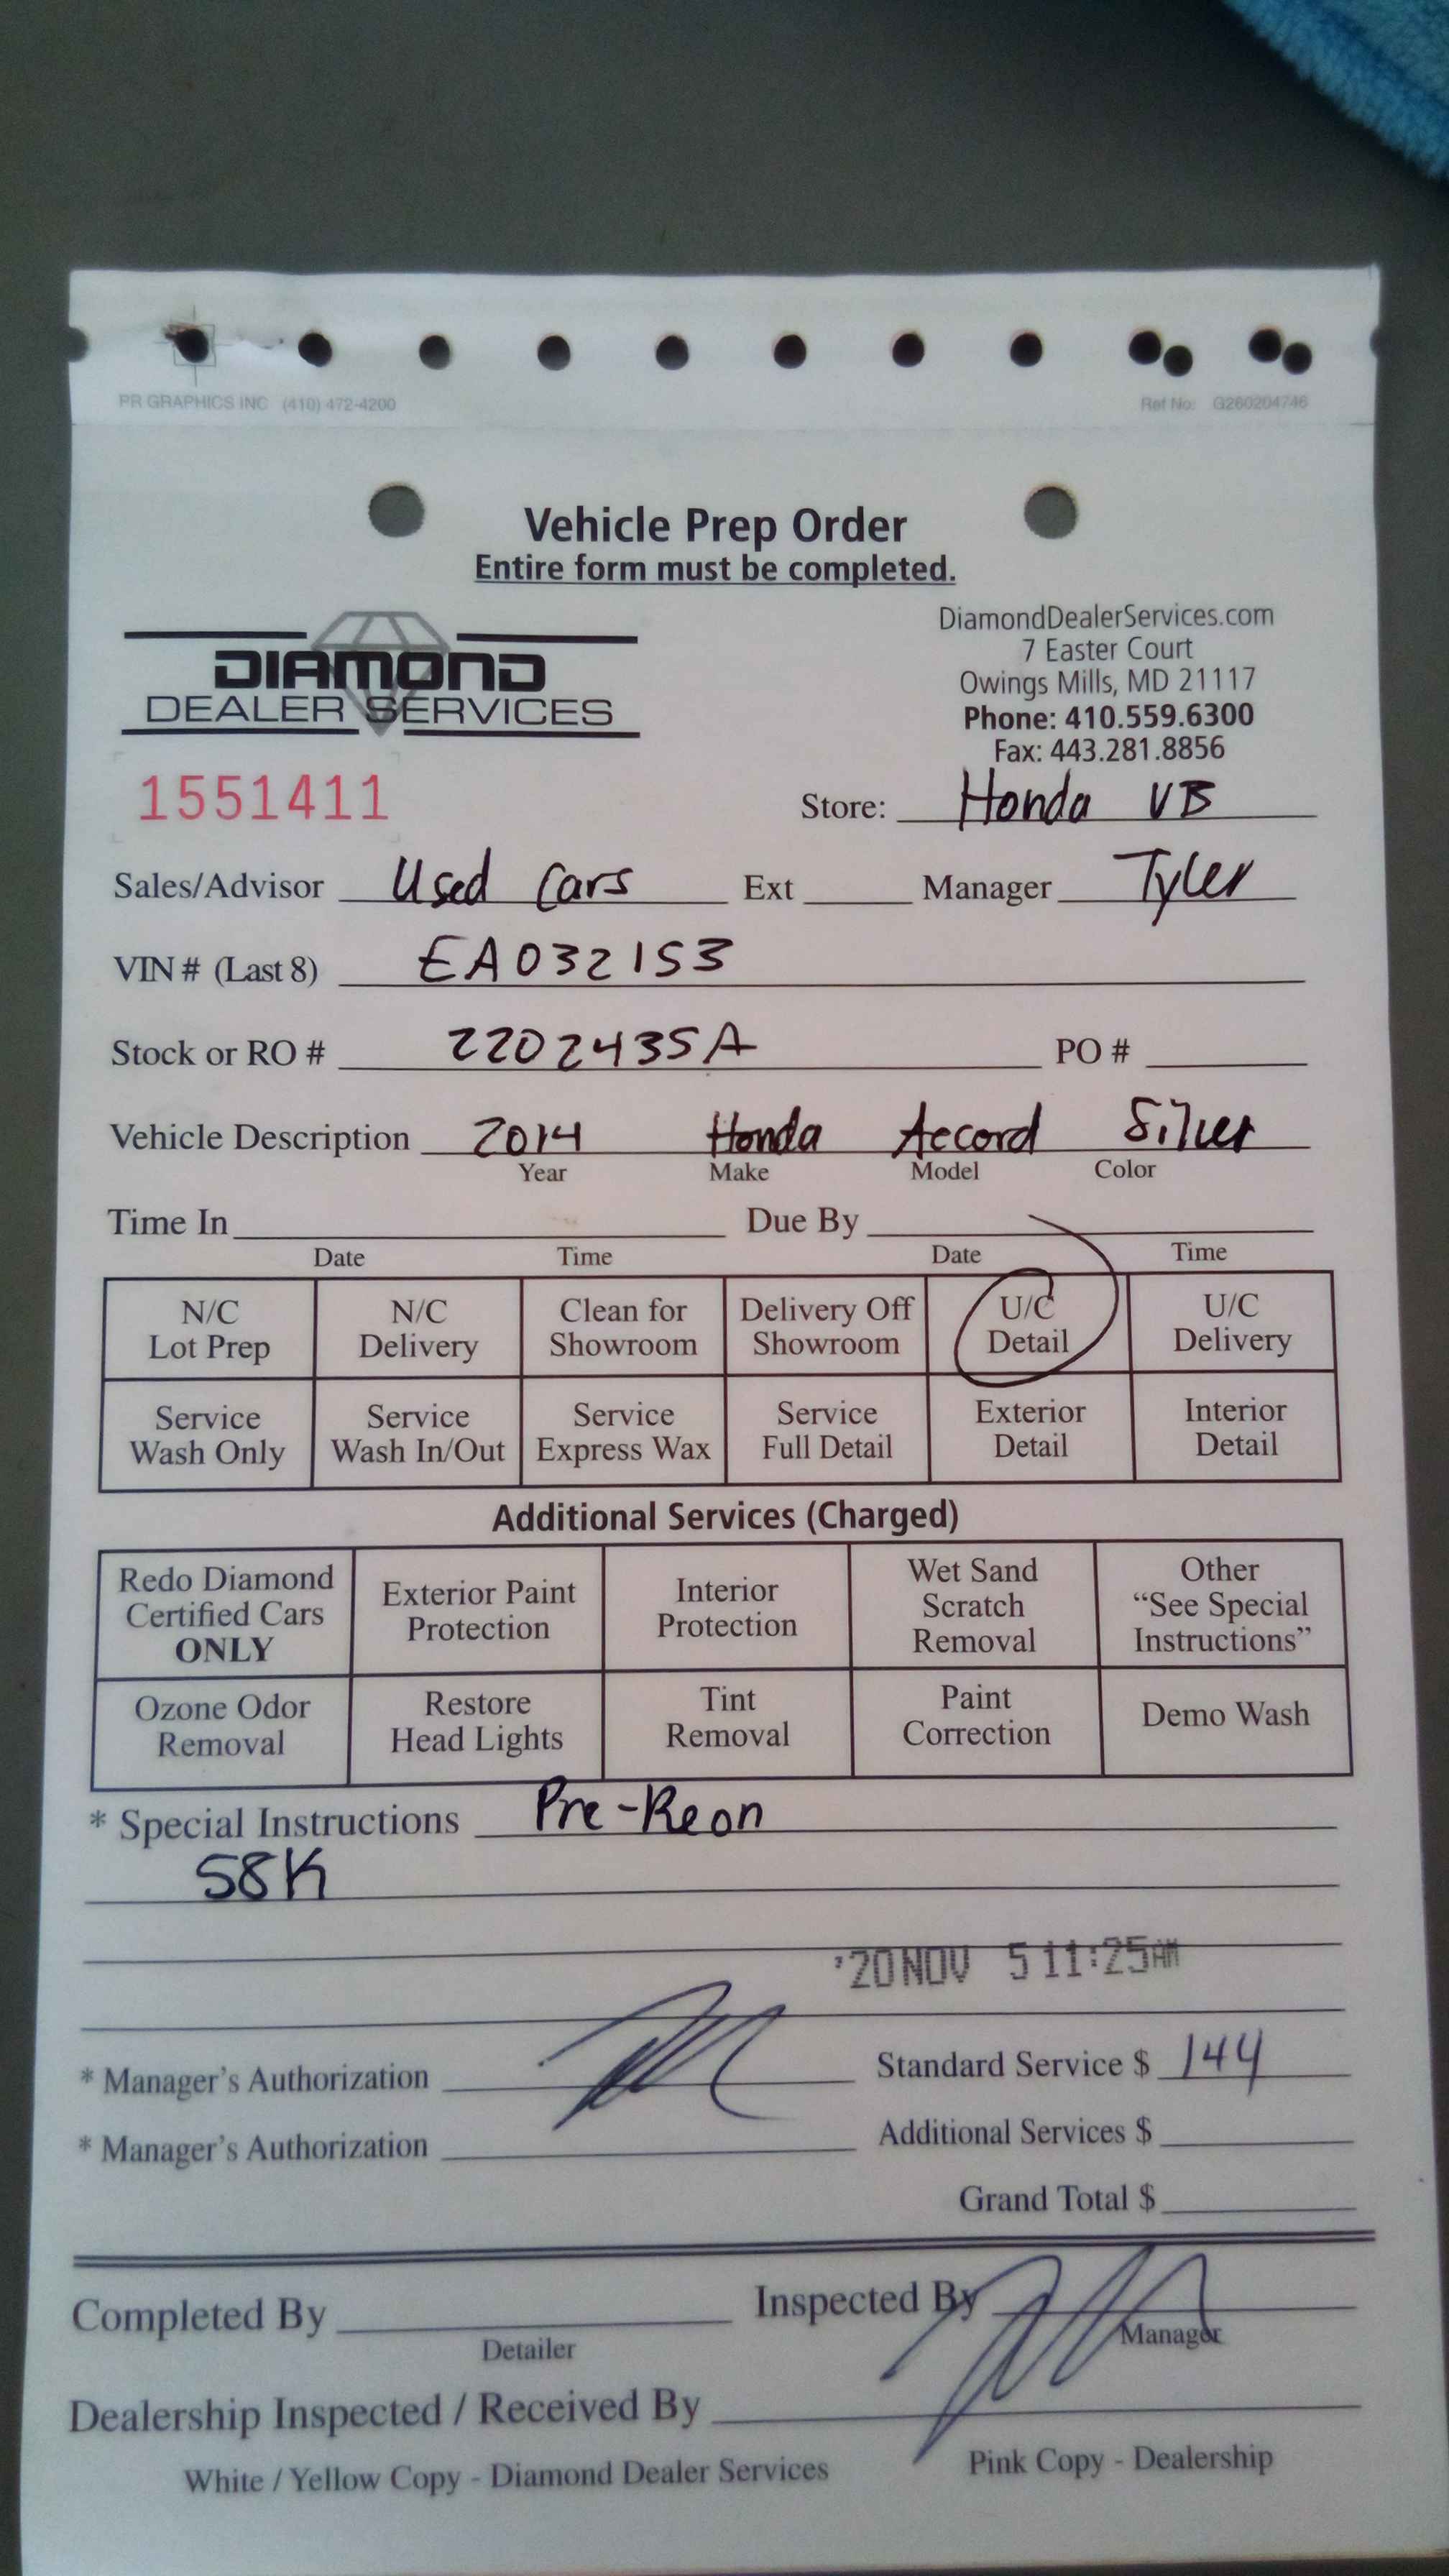 PR GRAPHICS INC (410) 472-4200 Ref No: G260204746
Vehicle Prep Order
Entire form must be completed.
DIAMOND
DEALER SERVICES
DiamondDealerServices.com
7 Easter Court
Owings Mills, MD 21117
Phone: 410.559.6300
Fax: 443.281.8856
1551411
Store: Honda VB
Sales/Advisor Used Cars Ext Manager Tyler
VIN # (Last 8) EA032153
Stock or RO # 2202435A PO #
Vehicle Description 2014 Honda Accord Silver
Year Make Model Color
Time In Due By
Date Time Date Time
N/C Lot Prep
N/C Delivery
Clean for Showroom
Delivery Off Showroom
U/C Detail
U/C Delivery
Service Wash Only
Service Wash In/Out
Service Express Wax
Service Full Detail
Exterior Detail
Interior Detail
Additional Services (Charged)
Redo Diamond Certified Cars ONLY
Exterior Paint Protection
Interior Protection
Wet Sand Scratch Removal
Other “See Special Instructions”
Ozone Odor Removal
Restore Head Lights
Tint Removal
Paint Correction
Demo Wash
* Special Instructions Pre-Reon
58K
'20 NOV 5 11:25AM
* Manager's Authorization Standard Service $ 144
* Manager's Authorization Additional Services $
Grand Total $
Completed By Inspected By
Detailer Manager
Dealership Inspected / Received By
White / Yellow Copy - Diamond Dealer Services Pink Copy - Dealership